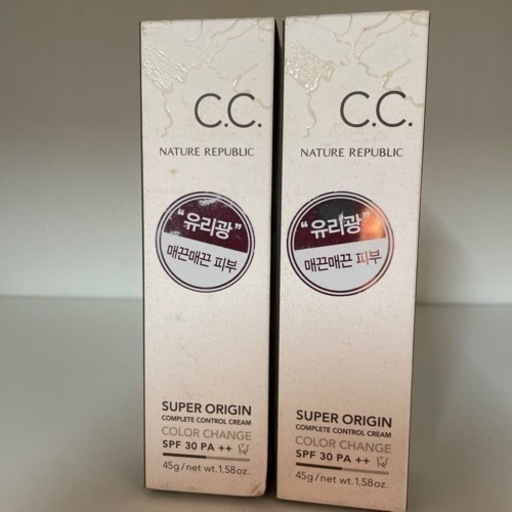 C.C.
NATURE REPUBLIC
“유리광”
매끈매끈 피부
SUPER ORIGIN
COMPLETE CONTROL CREAM
COLOR CHANGE
SPF 30 PA ++
45g/net wt.1.58oz.
C.C.
NATURE REPUBLIC
“유리광”
매끈매끈 피부
SUPER ORIGIN
COMPLETE CONTROL CREAM
COLOR CHANGE
SPF 30 PA ++
45g/net wt.1.58oz.